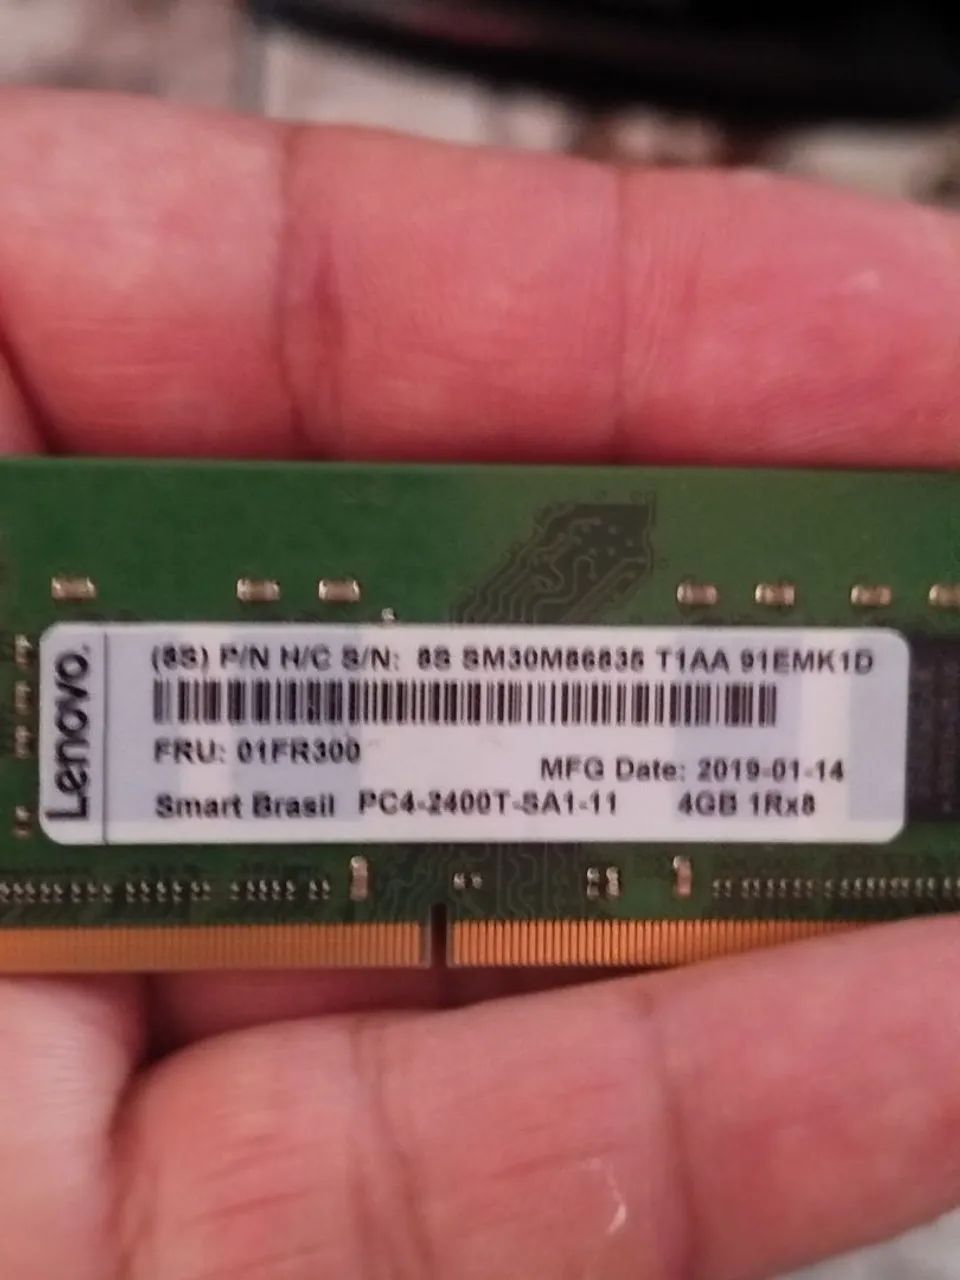 Lenovo.
(8S) P/N H/C S/N: 8S SM30M86835 T1AA 91EMK1D
FRU: 01FR300
MFG Date: 2019-01-14
Smart Brasil PC4-2400T-SA1-11 4GB 1Rx8